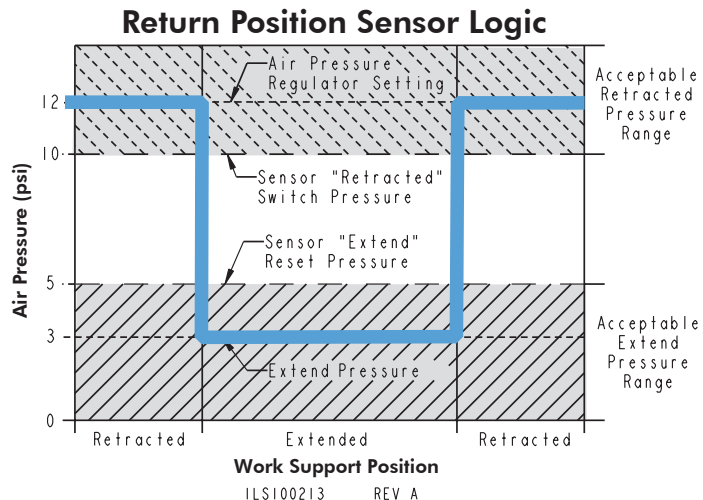 Return Position Sensor Logic
Air Pressure
Regulator Setting
Acceptable
Retracted
Pressure
Range
12
10
Sensor "Retracted"
Switch Pressure
Air Pressure (psi)
Sensor "Extend"
Reset Pressure
5
3
Acceptable
Extend
Pressure
Range
Extend Pressure
0
Retracted
Extended
Retracted
Work Support Position
ILS100213 REV A